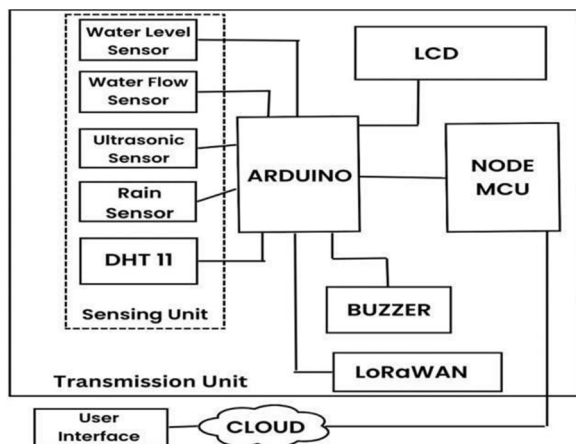 Water Level
Sensor
Water Flow
Sensor
Ultrasonic
Sensor
Rain
Sensor
DHT 11
Sensing Unit
ARDUINO
LCD
NODE
MCU
BUZZER
LoRaWAN
Transmission Unit
User
Interface
CLOUD